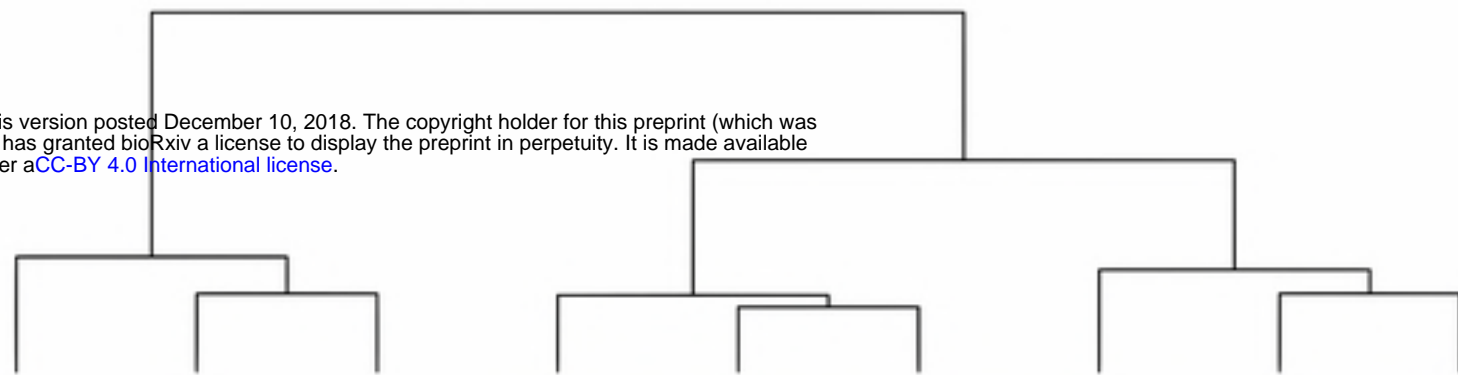 is version posted December 10, 2018. The copyright holder for this preprint (which was
has granted bioRxiv a license to display the preprint in perpetuity. It is made available
er aCC-BY 4.0 International license.